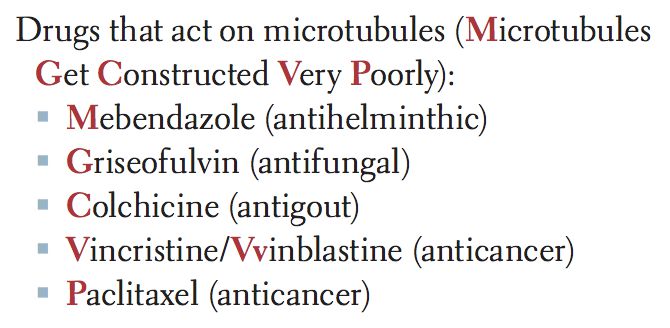 Drugs that act on microtubules (Microtubules
Get Constructed Very Poorly):
▪ Mebendazole (antihelminthic)
▪ Griseofulvin (antifungal)
▪ Colchicine (antigout)
▪ Vincristine/Vvinblastine (anticancer)
▪ Paclitaxel (anticancer)